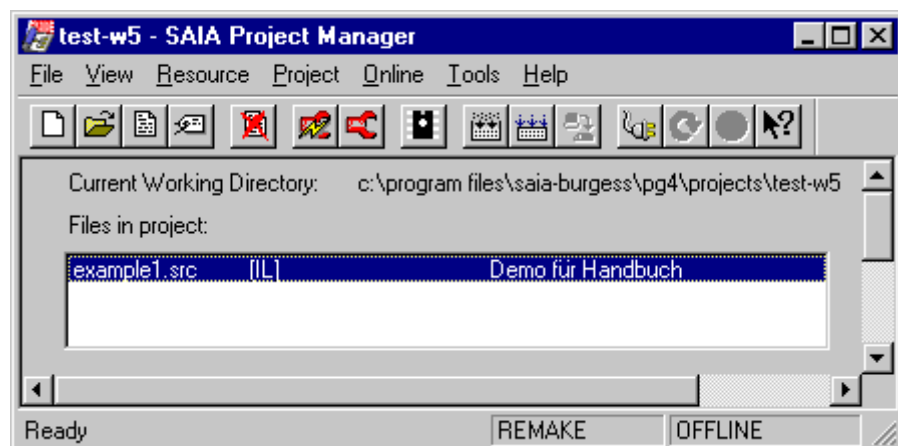 test-w5 - SAIA Project Manager
File View Resource Project Online Tools Help
Current Working Directory: c:\program files\saia-burgess\pg4\projects\test-w5
Files in project:
example1.src [IL] Demo für Handbuch
Ready REMAKE OFFLINE